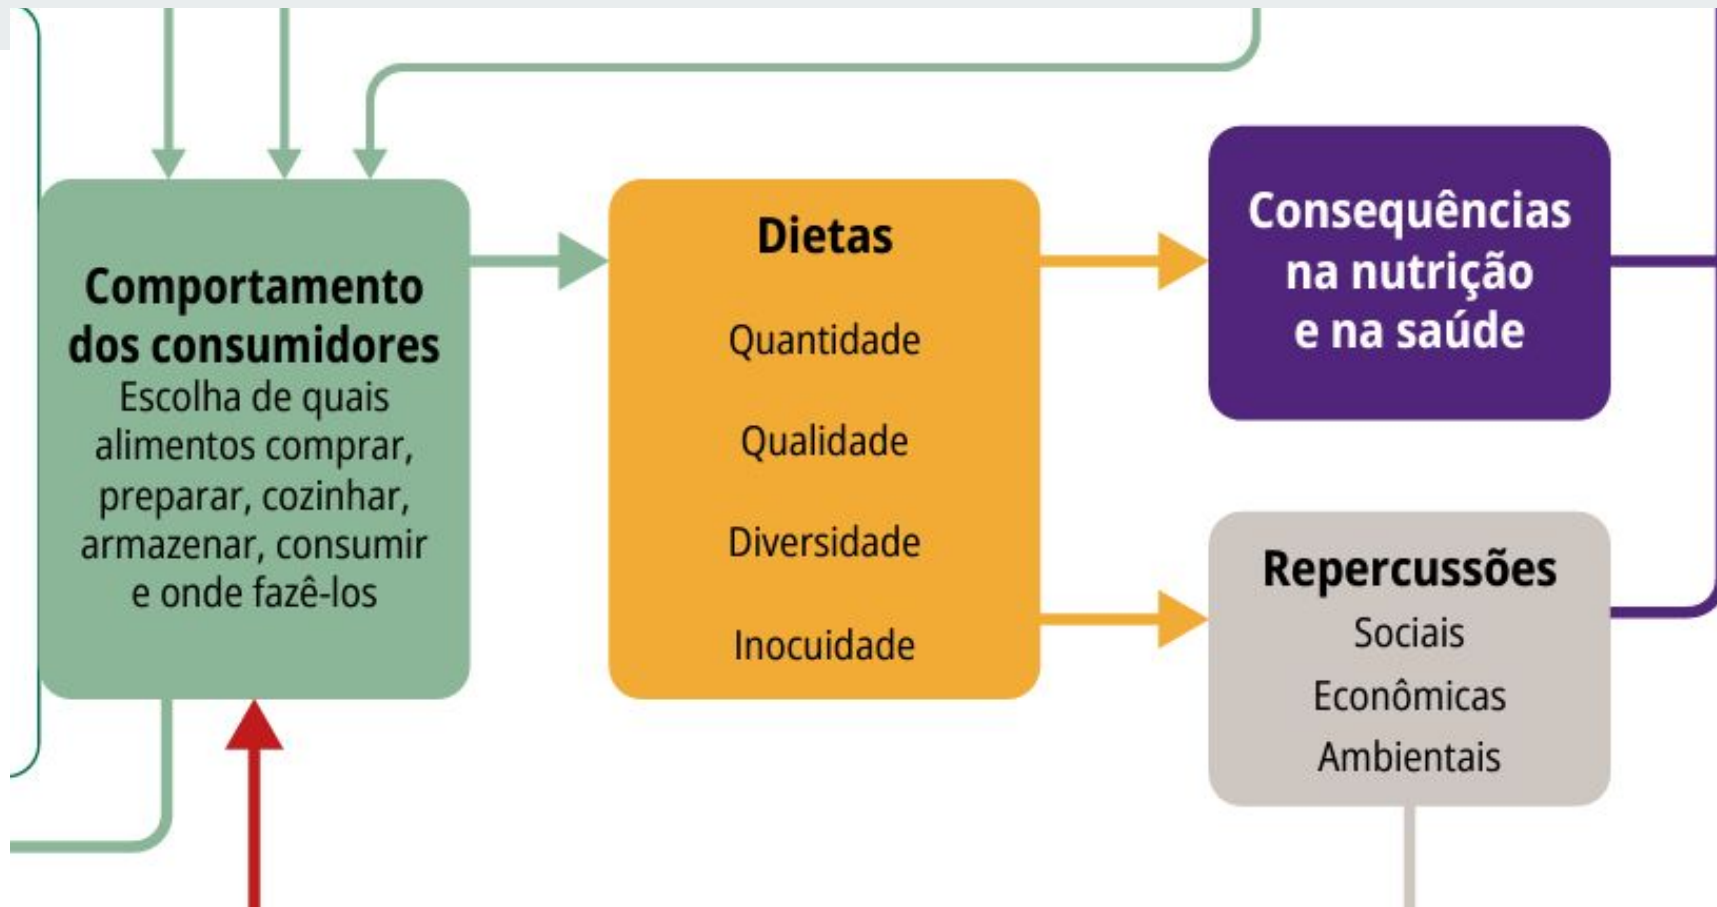 Comportamento
dos consumidores
Escolha de quais
alimentos comprar,
preparar, cozinhar,
armazenar, consumir
e onde fazê-los
Dietas
Quantidade
Qualidade
Diversidade
Inocuidade
Consequências
na nutrição
e na saúde
Repercussões
Sociais
Econômicas
Ambientais